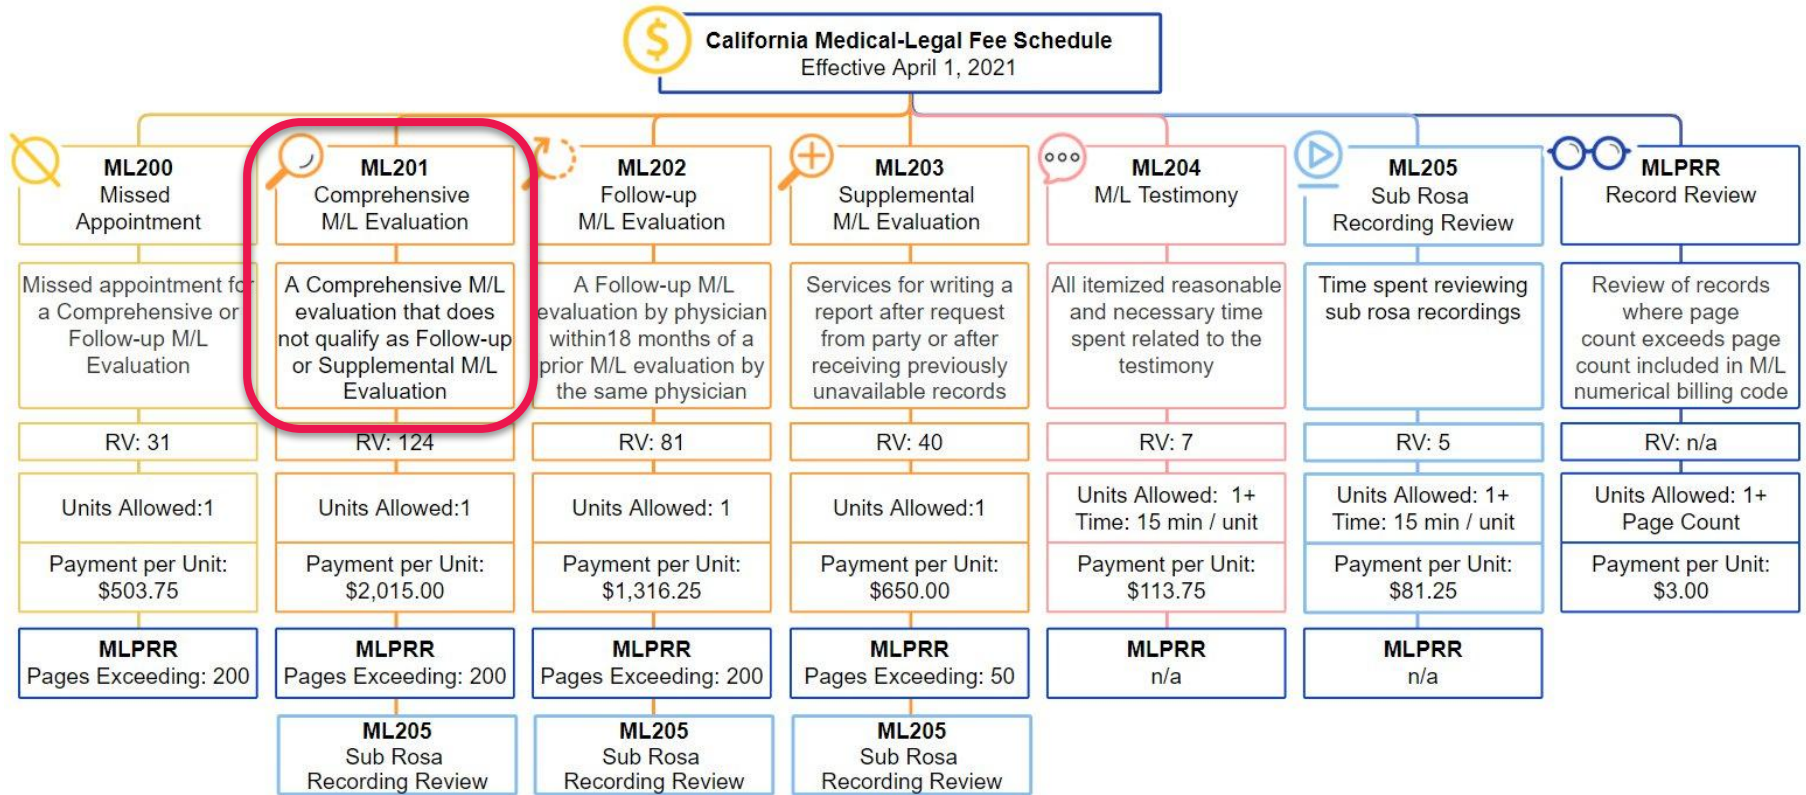 $
California Medical-Legal Fee Schedule
Effective April 1, 2021
ML200
Missed
Appointment
Missed appointment for
a Comprehensive or
Follow-up M/L
Evaluation
RV: 31
Units Allowed:1
Payment per Unit:
$503.75
MLPRR
Pages Exceeding: 200
ML201
Comprehensive
M/L Evaluation
A Comprehensive M/L
evaluation that does
not qualify as Follow-up
or Supplemental M/L
Evaluation
RV: 124
Units Allowed:1
Payment per Unit:
$2,015.00
MLPRR
Pages Exceeding: 200
ML205
Sub Rosa
Recording Review
ML202
Follow-up
M/L Evaluation
A Follow-up M/L
evaluation by physician
within18 months of a
prior M/L evaluation by
the same physician
RV: 81
Units Allowed: 1
Payment per Unit:
$1,316.25
MLPRR
Pages Exceeding: 200
ML205
Sub Rosa
Recording Review
ML203
Supplemental
M/L Evaluation
Services for writing a
report after request
from party or after
receiving previously
unavailable records
RV: 40
Units Allowed:1
Payment per Unit:
$650.00
MLPRR
Pages Exceeding: 50
ML205
Sub Rosa
Recording Review
ML204
M/L Testimony
All itemized reasonable
and necessary time
spent related to the
testimony
RV: 7
Units Allowed: 1+
Time: 15 min / unit
Payment per Unit:
$113.75
MLPRR
n/a
ML205
Sub Rosa
Recording Review
Time spent reviewing
sub rosa recordings
RV: 5
Units Allowed: 1+
Time: 15 min / unit
Payment per Unit:
$81.25
MLPRR
n/a
MLPRR
Record Review
Review of records
where page
count exceeds page
count included in M/L
numerical billing code
RV: n/a
Units Allowed: 1+
Page Count
Payment per Unit:
$3.00